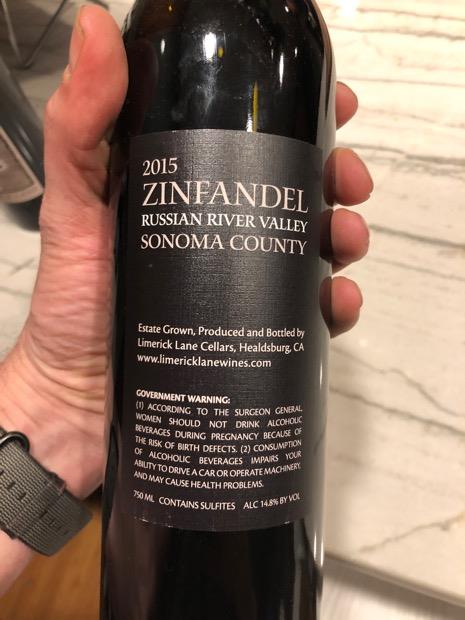 2015
ZINFANDEL
RUSSIAN RIVER VALLEY
SONOMA COUNTY
Estate Grown, Produced and Bottled by
Limerick Lane Cellars, Healdsburg, CA
www.limericklanewines.com
GOVERNMENT WARNING:
(1) ACCORDING TO THE SURGEON GENERAL,
WOMEN SHOULD NOT DRINK ALCOHOLIC
BEVERAGES DURING PREGNANCY BECAUSE OF
THE RISK OF BIRTH DEFECTS. (2) CONSUMPTION
OF ALCOHOLIC BEVERAGES IMPAIRS YOUR
ABILITY TO DRIVE A CAR OR OPERATE MACHINERY,
AND MAY CAUSE HEALTH PROBLEMS.
750 ML CONTAINS SULFITES ALC 14.8% BY VOL